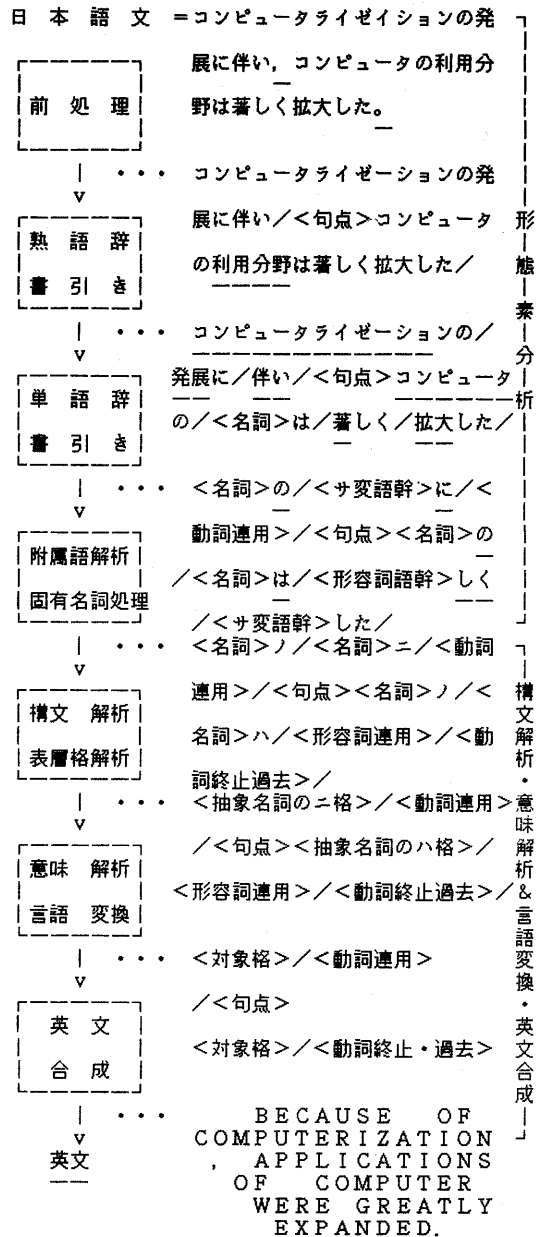 日本語文＝コンピュータライゼイションの発
展に伴い，コンピュータの利用分
前処理 野は著しく拡大した。
・・・ コンピュータライゼーションの発
展に伴い／＜句点＞コンピュータ
熟語辞
の利用分野は著しく拡大した／
書引き
・・・ コンピュータライゼーションの／
発展に／伴い／＜句点＞コンピュータ
単語辞
の／＜名詞＞は／著しく／拡大した／
書引き
・・・ ＜名詞＞の／＜サ変語幹＞に／＜
動詞連用＞／＜句点＞＜名詞＞の
附属語解析
／＜名詞＞は／＜形容詞語幹＞しく
固有名詞処理
／＜サ変語幹＞した／
形態素分析
・・・ ＜名詞＞ノ／＜名詞＞ニ／＜動詞
連用＞／＜句点＞＜名詞＞ノ／＜
構文解析
名詞＞ハ／＜形容詞連用＞／＜動
表層格解析
詞終止過去＞／
・・・ ＜抽象名詞のニ格＞／＜動詞連用＞
／＜句点＞＜抽象名詞のハ格＞／
意味解析
＜形容詞連用＞／＜動詞終止過去＞／
言語変換
・・・ ＜対象格＞／＜動詞連用＞
／＜句点＞
英文
＜対象格＞／＜動詞終止・過去＞
合成
構文解析・意味解析&言語変換・英文合成
・・・ BECAUSE OF
COMPUTERIZATION
英文 , APPLICATIONS
OF COMPUTER
WERE GREATLY
EXPANDED.